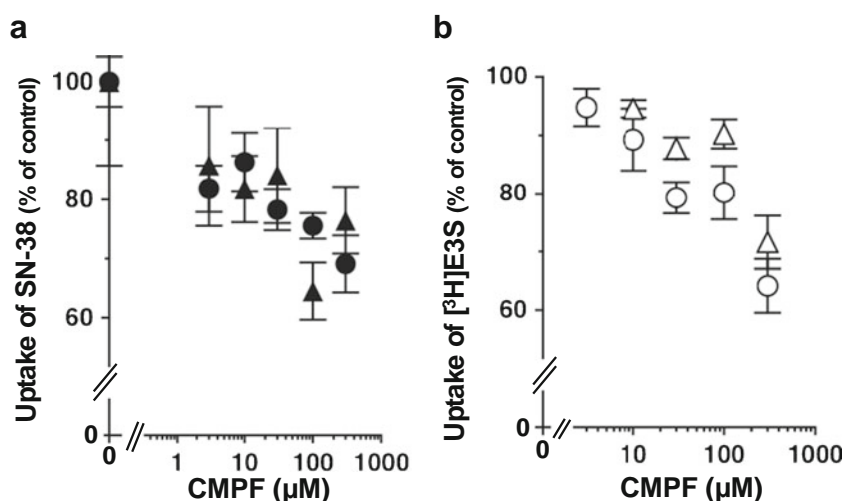 a
Uptake of SN-38 (% of control)
100
80
60
0
0
1
10
100
1000
CMPF (µM)
b
Uptake of [³H]E3S (% of control)
100
80
60
0
0
10
100
1000
CMPF (µM)